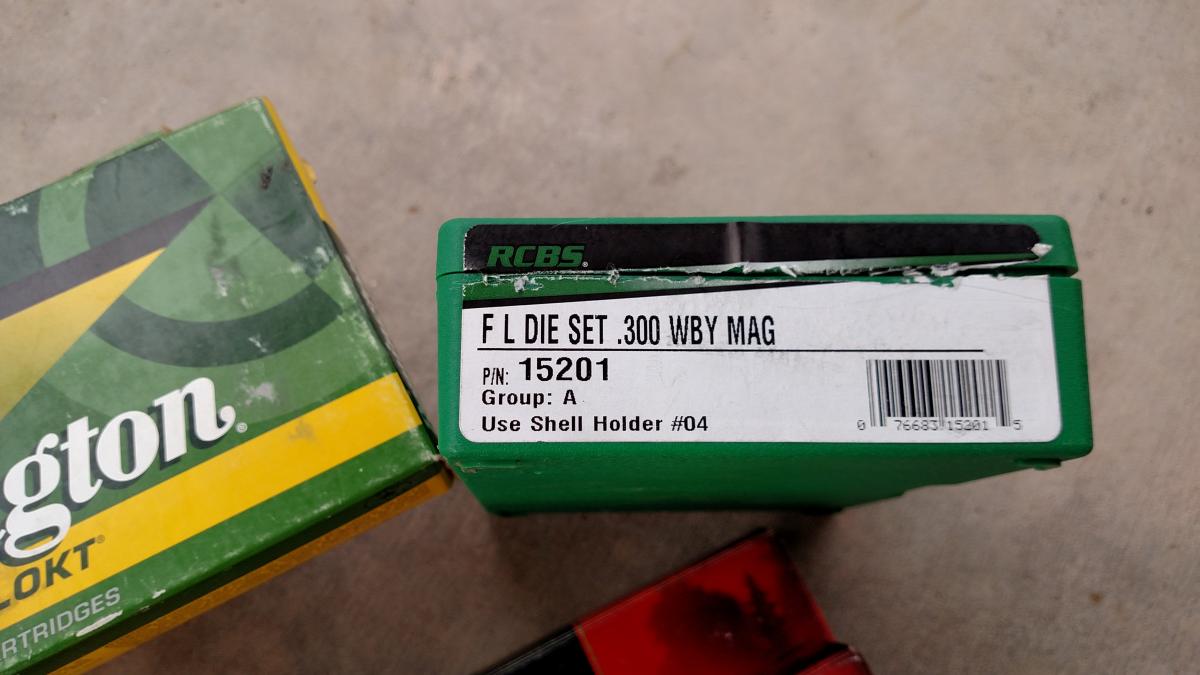 gton®
LOKT®
RTRIDGES
RCBS®
F L DIE SET .300 WBY MAG
P/N: 15201
Group: A
Use Shell Holder #04
0 76683 15201 5